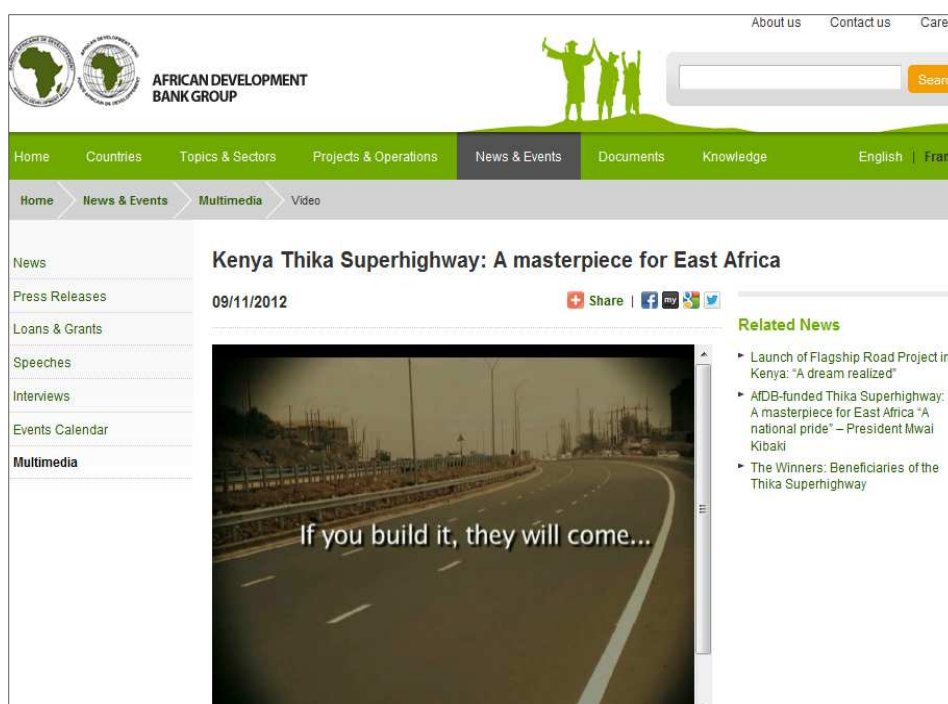 About us Contact us Care
AFRICAN DEVELOPMENT
BANK GROUP
Sear
Home Countries Topics & Sectors Projects & Operations News & Events Documents Knowledge English | Fran
Home News & Events Multimedia Video
News
Press Releases
Loans & Grants
Speeches
Interviews
Events Calendar
Multimedia
Kenya Thika Superhighway: A masterpiece for East Africa
09/11/2012
Share |
my
If you build it, they will come...
Related News
Launch of Flagship Road Project in
Kenya: “A dream realized”
AfDB-funded Thika Superhighway:
A masterpiece for East Africa “A
national pride” – President Mwai
Kibaki
The Winners: Beneficiaries of the
Thika Superhighway